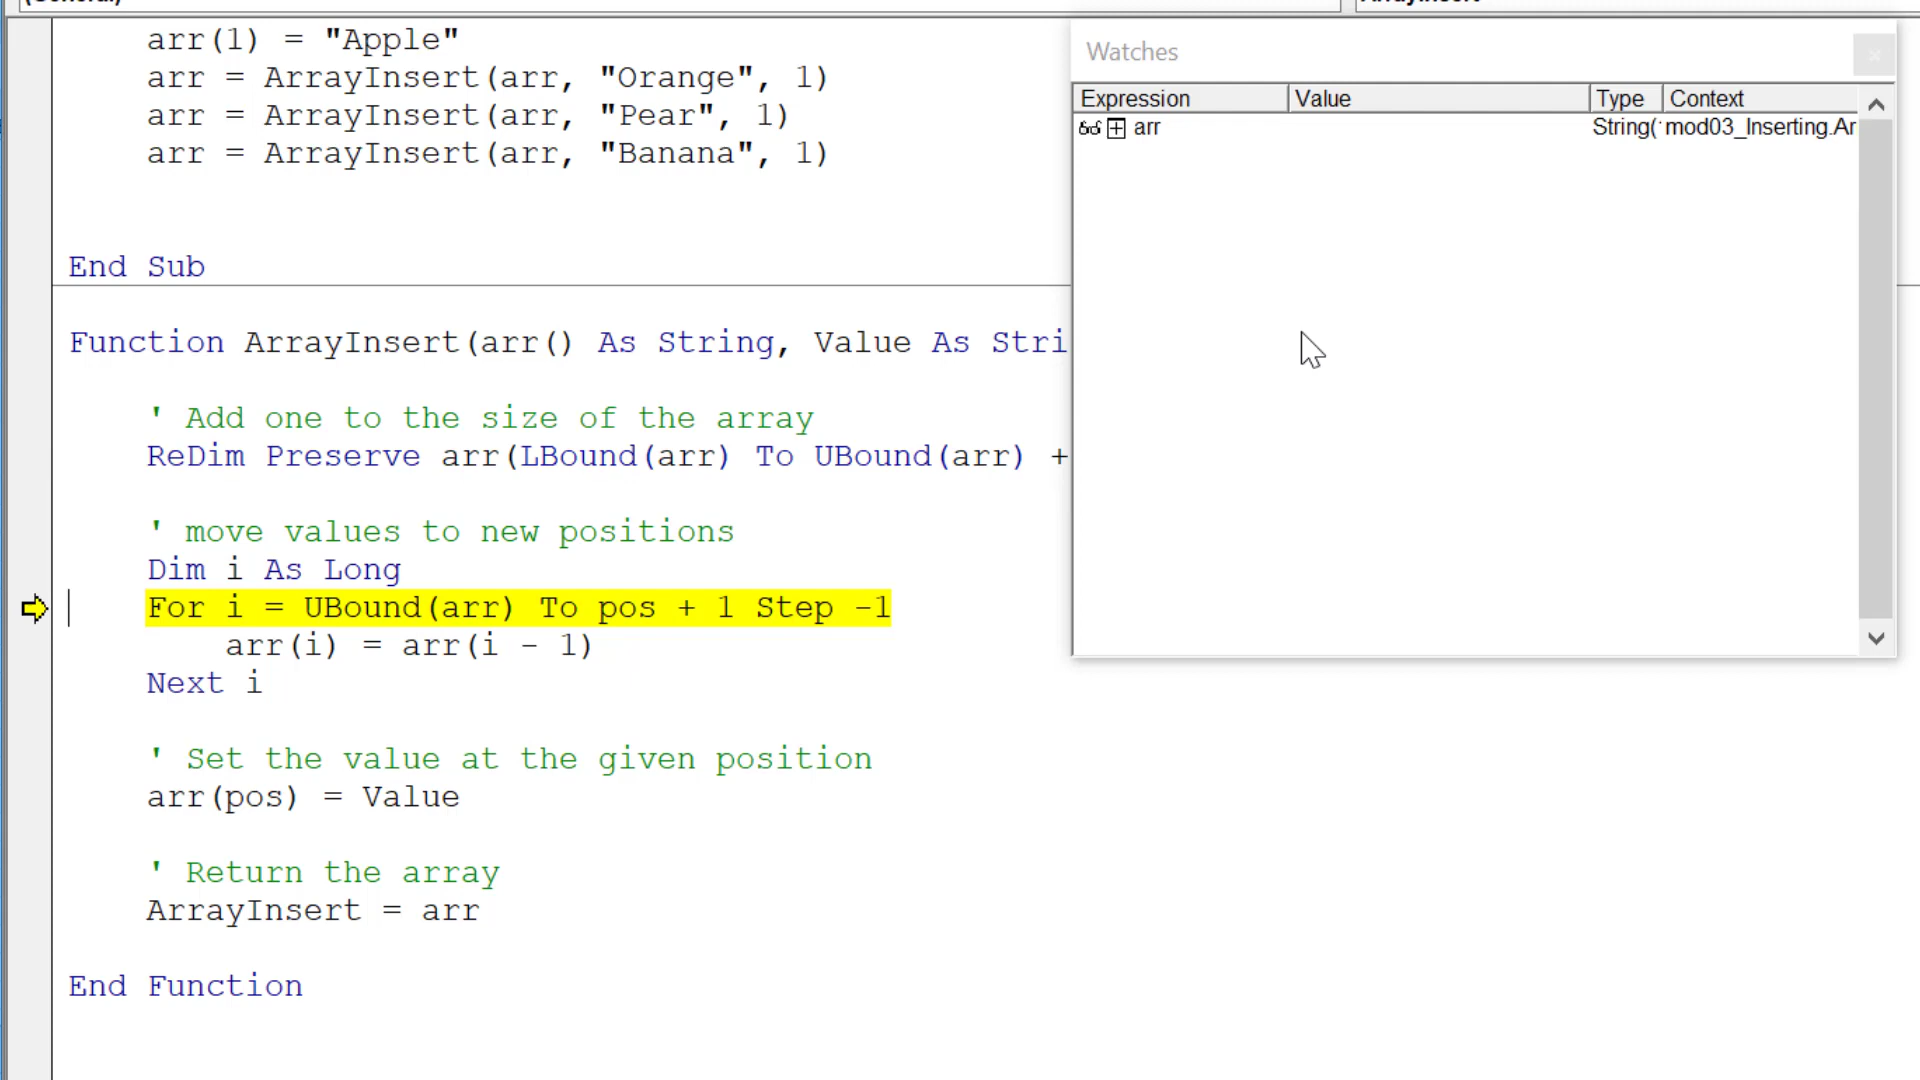 arr(1) = "Apple"
arr = ArrayInsert(arr, "Orange", 1)
arr = ArrayInsert(arr, "Pear", 1)
arr = ArrayInsert(arr, "Banana", 1)
End Sub
Function ArrayInsert(arr() As String, Value As Stri
' Add one to the size of the array
ReDim Preserve arr(LBound(arr) To UBound(arr) +
' move values to new positions
Dim i As Long
For i = UBound(arr) To pos + 1 Step -1
arr(i) = arr(i - 1)
Next i
' Set the value at the given position
arr(pos) = Value
' Return the array
ArrayInsert = arr
End Function
Watches
Expression Value Type Context
arr String( mod03_Inserting.Ar